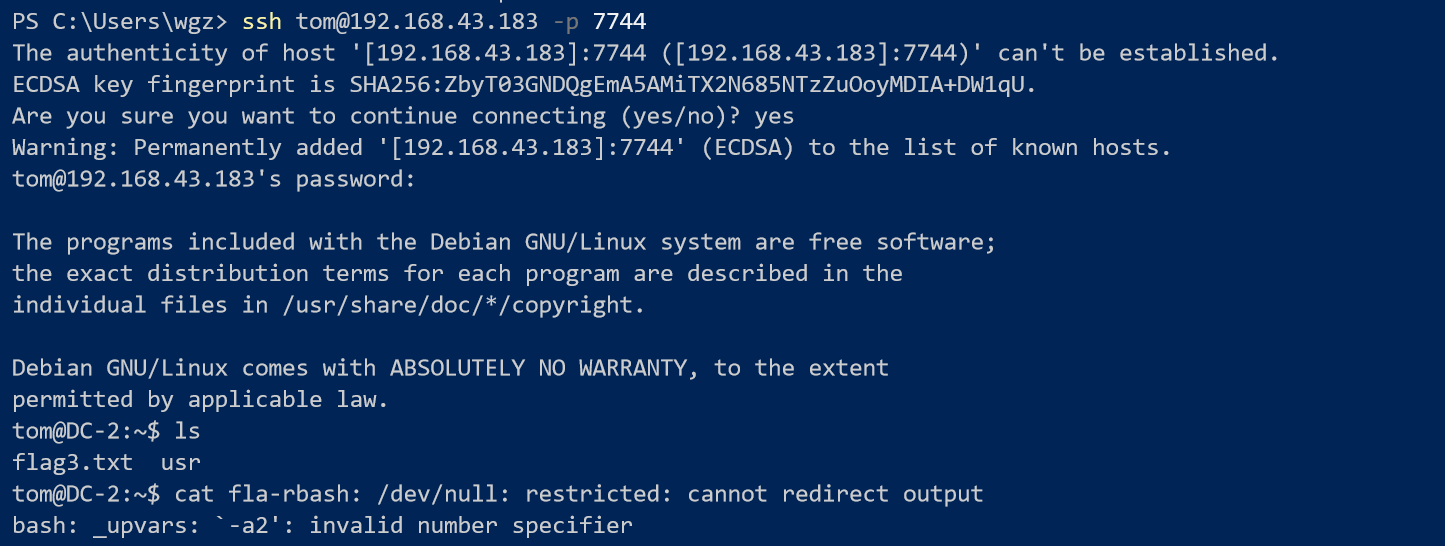 PS C:\Users\wgz> ssh tom@192.168.43.183 -p 7744
The authenticity of host '[192.168.43.183]:7744 ([192.168.43.183]:7744)' can't be established.
ECDSA key fingerprint is SHA256:ZbyT03GNDQgEmA5AMiTX2N685NTzZuOoyMDIA+DW1qU.
Are you sure you want to continue connecting (yes/no)? yes
Warning: Permanently added '[192.168.43.183]:7744' (ECDSA) to the list of known hosts.
tom@192.168.43.183's password:
The programs included with the Debian GNU/Linux system are free software;
the exact distribution terms for each program are described in the
individual files in /usr/share/doc/*/copyright.
Debian GNU/Linux comes with ABSOLUTELY NO WARRANTY, to the extent
permitted by applicable law.
tom@DC-2:~$ ls
flag3.txt  usr
tom@DC-2:~$ cat fla-rbash: /dev/null: restricted: cannot redirect output
bash: _upvars: `-a2': invalid number specifier